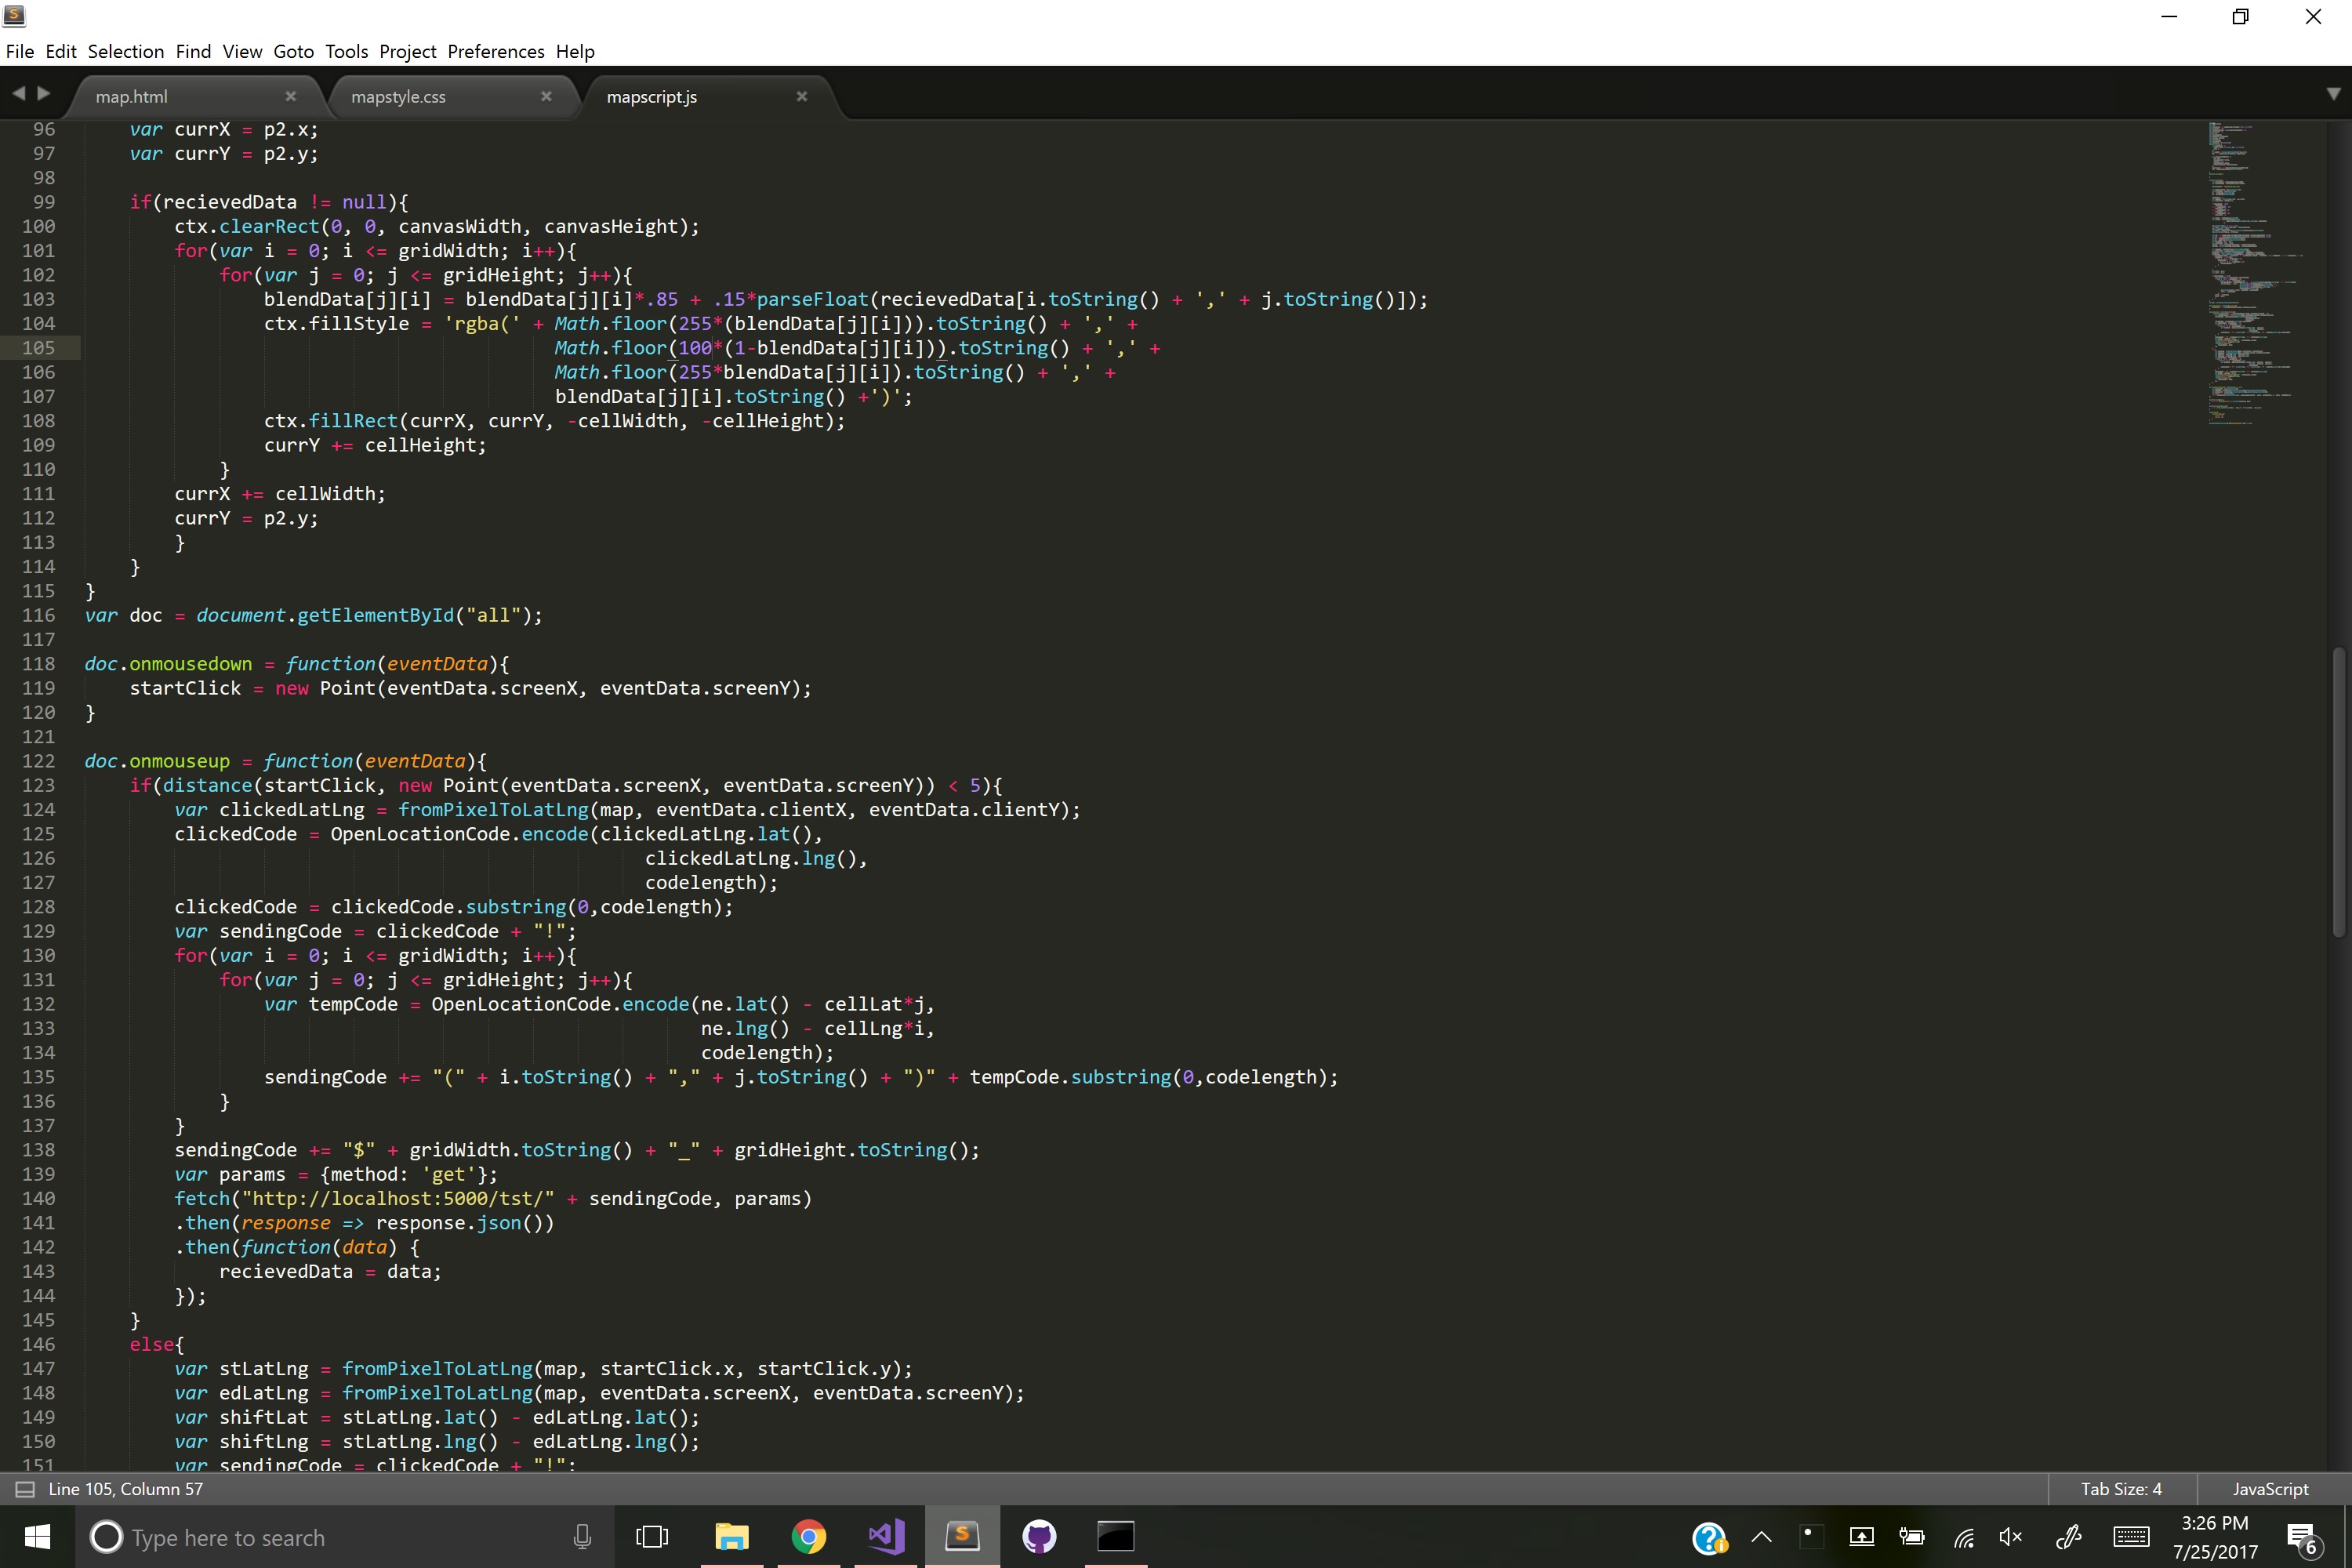 File Edit Selection Find View Goto Tools Project Preferences Help
map.html mapstyle.css mapscript.js
96 var currX = p2.x;
97 var currY = p2.y;
98
99 if(recievedData != null){
100 ctx.clearRect(0, 0, canvasWidth, canvasHeight);
101 for(var i = 0; i <= gridWidth; i++){
102 for(var j = 0; j <= gridHeight; j++){
103 blendData[j][i] = blendData[j][i]*.85 + .15*parseFloat(recievedData[i.toString() + ',' + j.toString()]);
104 ctx.fillStyle = 'rgba(' + Math.floor(255*(blendData[j][i])).toString() + ',' +
105 Math.floor(100*(1-blendData[j][i])).toString() + ',' +
106 Math.floor(255*blendData[j][i]).toString() + ',' +
107 blendData[j][i].toString() +')';
108 ctx.fillRect(currX, currY, -cellWidth, -cellHeight);
109 currY += cellHeight;
110 }
111 currX += cellWidth;
112 currY = p2.y;
113 }
114 }
115 }
116 var doc = document.getElementById("all");
117
118 doc.onmousedown = function(eventData){
119 startClick = new Point(eventData.screenX, eventData.screenY);
120 }
121
122 doc.onmouseup = function(eventData){
123 if(distance(startClick, new Point(eventData.screenX, eventData.screenY)) < 5){
124 var clickedLatLng = fromPixelToLatLng(map, eventData.clientX, eventData.clientY);
125 clickedCode = OpenLocationCode.encode(clickedLatLng.lat(),
126 clickedLatLng.lng(),
127 codelength);
128 clickedCode = clickedCode.substring(0,codelength);
129 var sendingCode = clickedCode + "!";
130 for(var i = 0; i <= gridWidth; i++){
131 for(var j = 0; j <= gridHeight; j++){
132 var tempCode = OpenLocationCode.encode(ne.lat() - cellLat*j,
133 ne.lng() - cellLng*i,
134 codelength);
135 sendingCode += "(" + i.toString() + "," + j.toString() + ")" + tempCode.substring(0,codelength);
136 }
137 }
138 sendingCode += "$" + gridWidth.toString() + "_" + gridHeight.toString();
139 var params = {method: 'get'};
140 fetch("http://localhost:5000/tst/" + sendingCode, params)
141 .then(response => response.json())
142 .then(function(data) {
143 recievedData = data;
144 });
145 }
146 else{
147 var stLatLng = fromPixelToLatLng(map, startClick.x, startClick.y);
148 var edLatLng = fromPixelToLatLng(map, eventData.screenX, eventData.screenY);
149 var shiftLat = stLatLng.lat() - edLatLng.lat();
150 var shiftLng = stLatLng.lng() - edLatLng.lng();
151 var sendingCode = clickedCode + "!";
Line 105, Column 57 Tab Size: 4 JavaScript
Type here to search
3:26 PM
7/25/2017
6